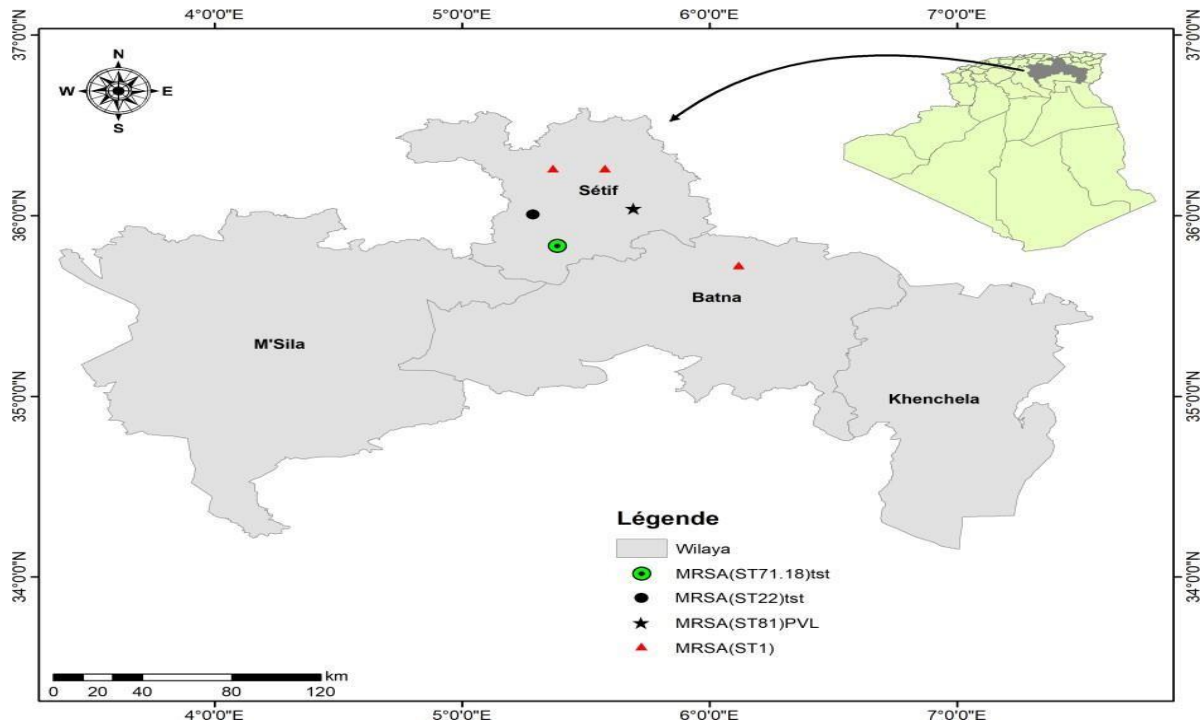 4°0'0"E 5°0'0"E 6°0'0"E 7°0'0"E
37°0'0"N
37°0'0"N
N
W E
S
Sétif
36°0'0"N
36°0'0"N
Batna
M'Sila
35°0'0"N
35°0'0"N
Khenchela
Légende
Wilaya
MRSA(ST71.18)tst
MRSA(ST22)tst
MRSA(ST81)PVL
MRSA(ST1)
34°0'0"N
34°0'0"N
km
0 20 40 80 120
4°0'0"E 5°0'0"E 6°0'0"E 7°0'0"E